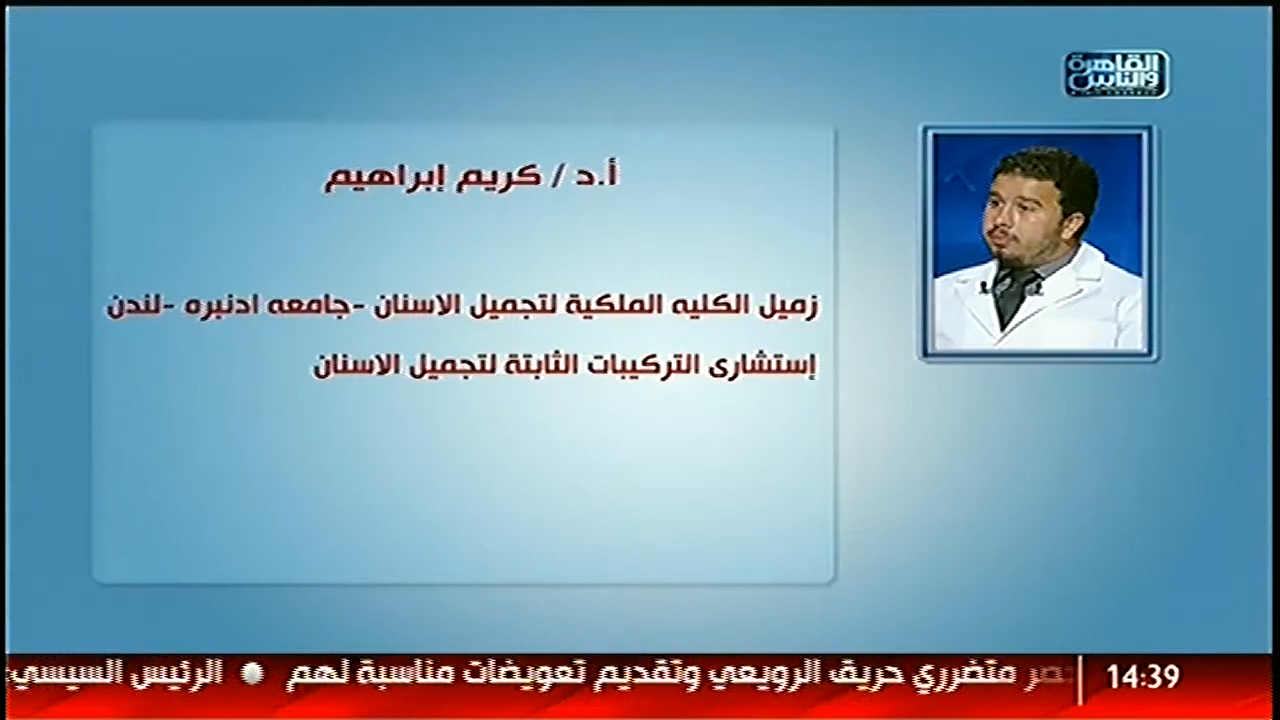 القاهرة
والناس
أ.د / كريم إبراهيم
زميل الكليه الملكية لتجميل الاسنان -جامعه ادنبره -لندن
إستشارى التركيبات الثابتة لتجميل الاسنان
14:39
متضرري حريق الرويعي وتقديم تعويضات مناسبة لهم ● الرئيس السيسي